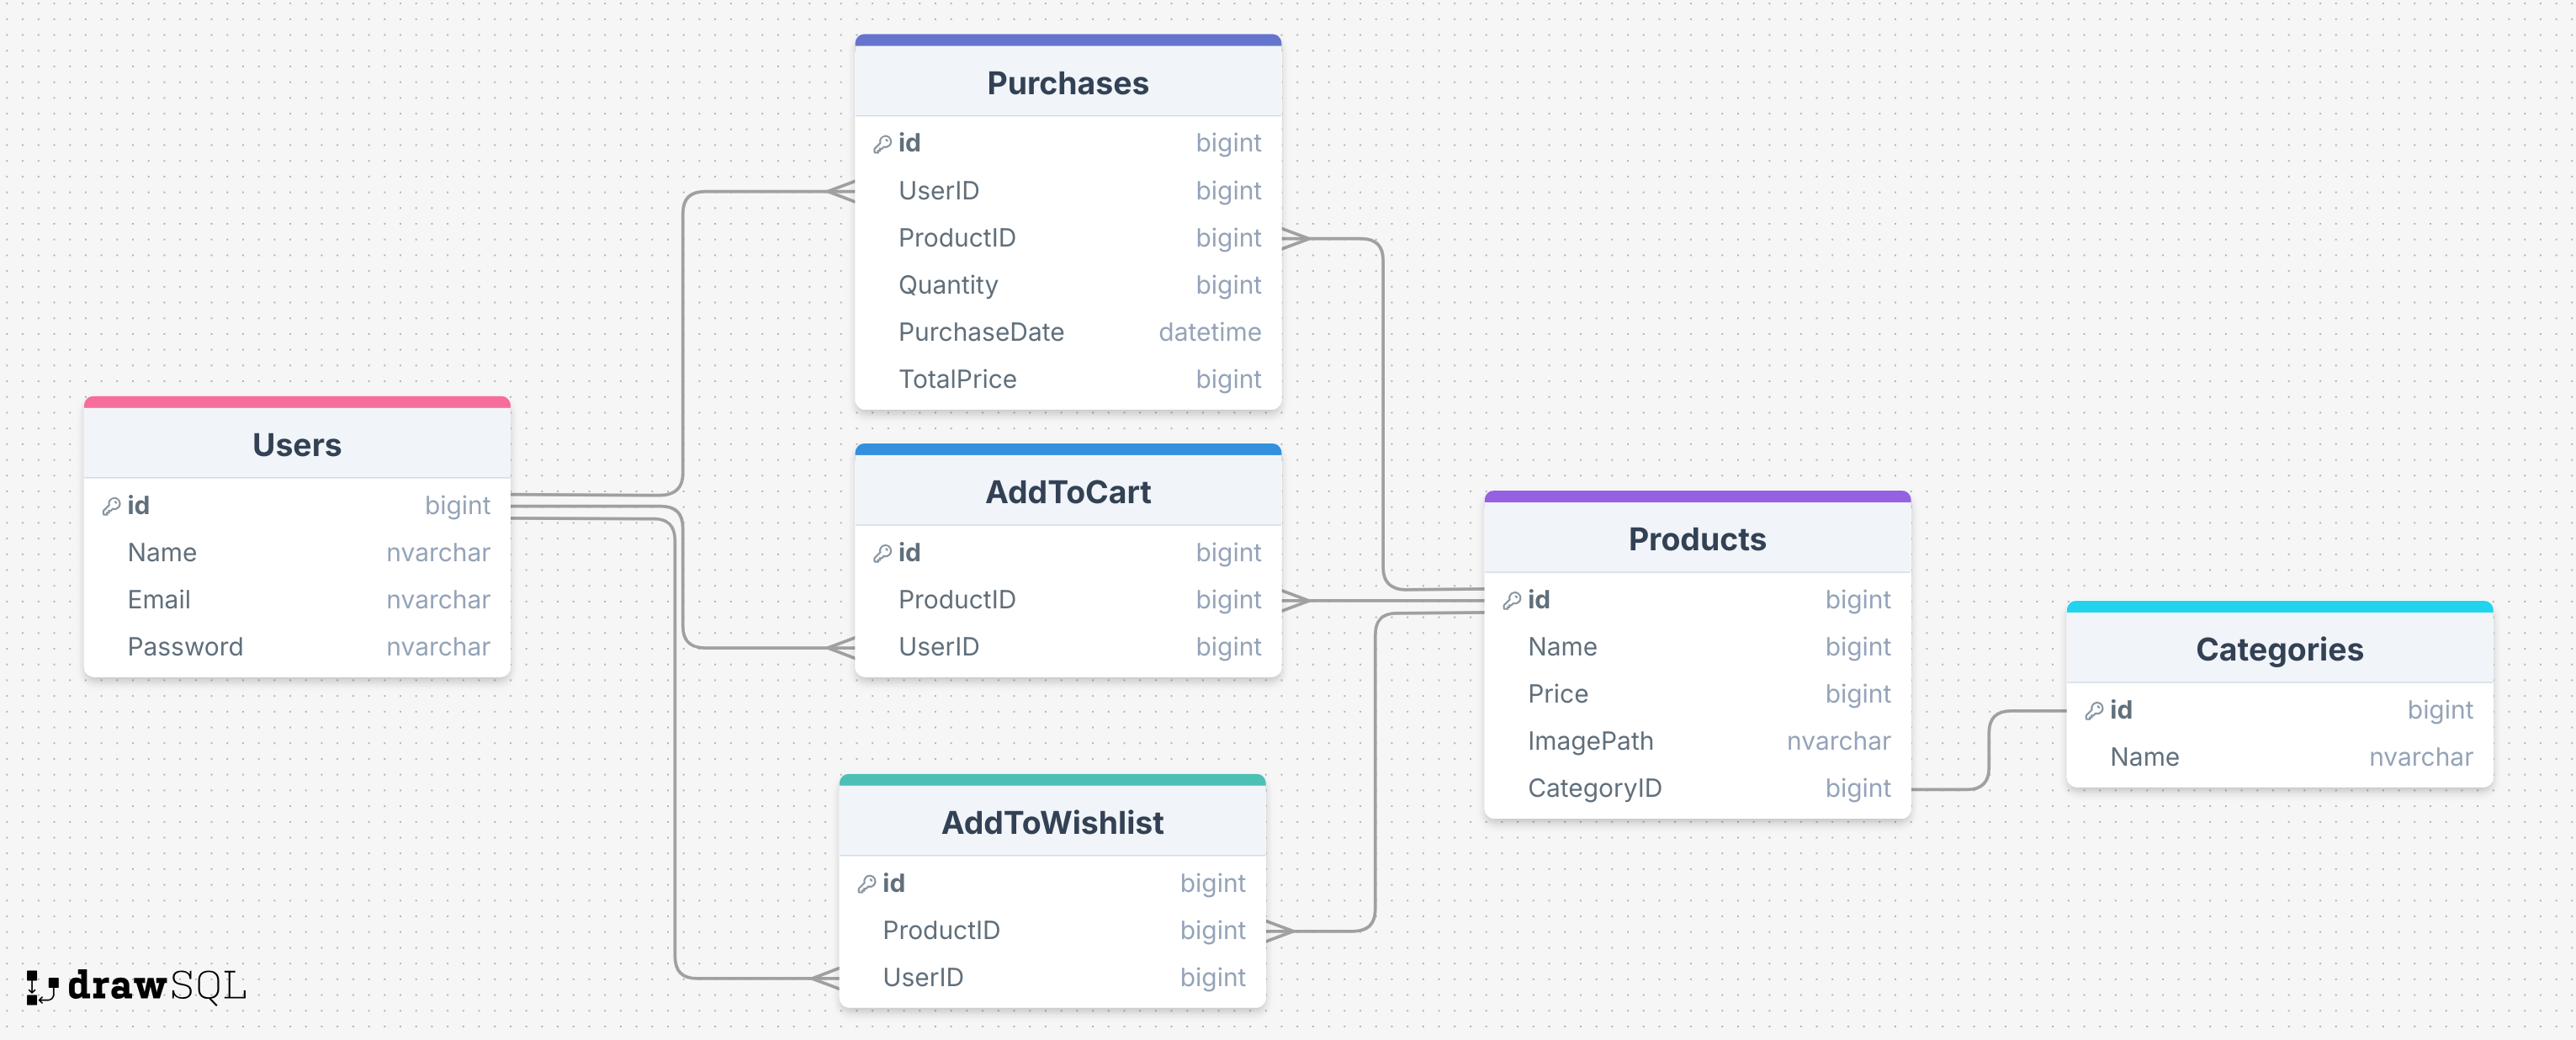 Purchases
id bigint
UserID bigint
ProductID bigint
Quantity bigint
PurchaseDate datetime
TotalPrice bigint
Users
id bigint
Name nvarchar
Email nvarchar
Password nvarchar
AddToCart
id bigint
ProductID bigint
UserID bigint
Products
id bigint
Name bigint
Price bigint
ImagePath nvarchar
CategoryID bigint
Categories
id bigint
Name nvarchar
AddToWishlist
id bigint
ProductID bigint
UserID bigint
drawSQL